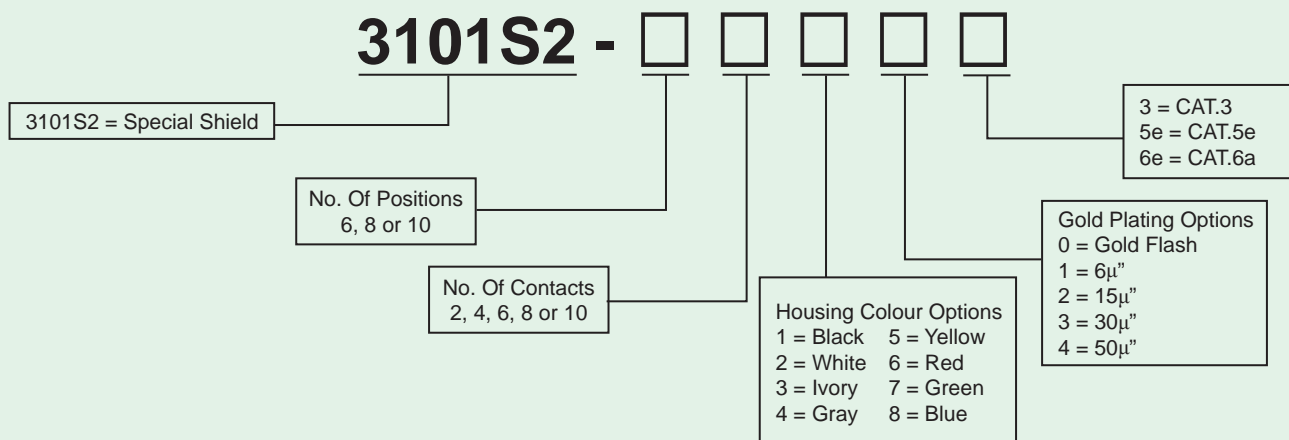 3101S2 - □ □ □ □ □
3101S2 = Special Shield
No. Of Positions
6, 8 or 10
No. Of Contacts
2, 4, 6, 8 or 10
Housing Colour Options
1 = Black 5 = Yellow
2 = White 6 = Red
3 = Ivory 7 = Green
4 = Gray 8 = Blue
Gold Plating Options
0 = Gold Flash
1 = 6μ”
2 = 15μ”
3 = 30μ”
4 = 50μ”
3 = CAT.3
5e = CAT.5e
6e = CAT.6a